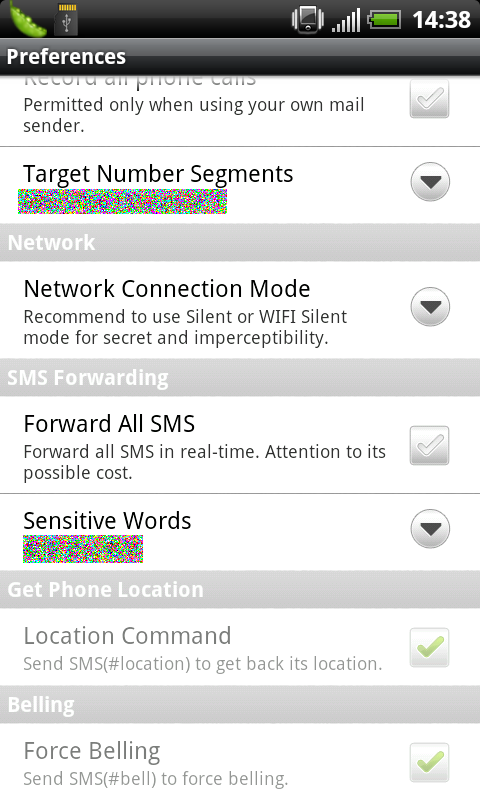 14:38
Preferences
Record all phone calls
Permitted only when using your own mail
sender.
Target Number Segments
Network
Network Connection Mode
Recommend to use Silent or WIFI Silent
mode for secret and imperceptibility.
SMS Forwarding
Forward All SMS
Forward all SMS in real-time. Attention to its
possible cost.
Sensitive Words
Get Phone Location
Location Command
Send SMS(#location) to get back its location.
Belling
Force Belling
Send SMS(#bell) to force belling.